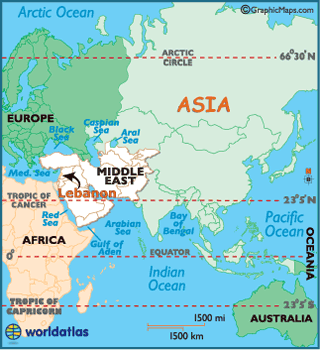 ©GraphicMaps.com
Arctic Ocean
ARCTIC
CIRCLE
66°30'N
ASIA
EUROPE
Black
Sea
Caspian
Sea
Aral
Sea
Med. Sea
MIDDLE
EAST
Lebanon
TROPIC OF
CANCER
23°5'N
Red
Sea
Arabian
Sea
Bay of
Bengal
Pacific
Ocean
AFRICA
Gulf of
Aden
EQUATOR
0°
OCEANIA
Indian
Ocean
TROPIC OF
CAPRICORN
23°5'S
1500 mi
1500 km
AUSTRALIA
worldatlas